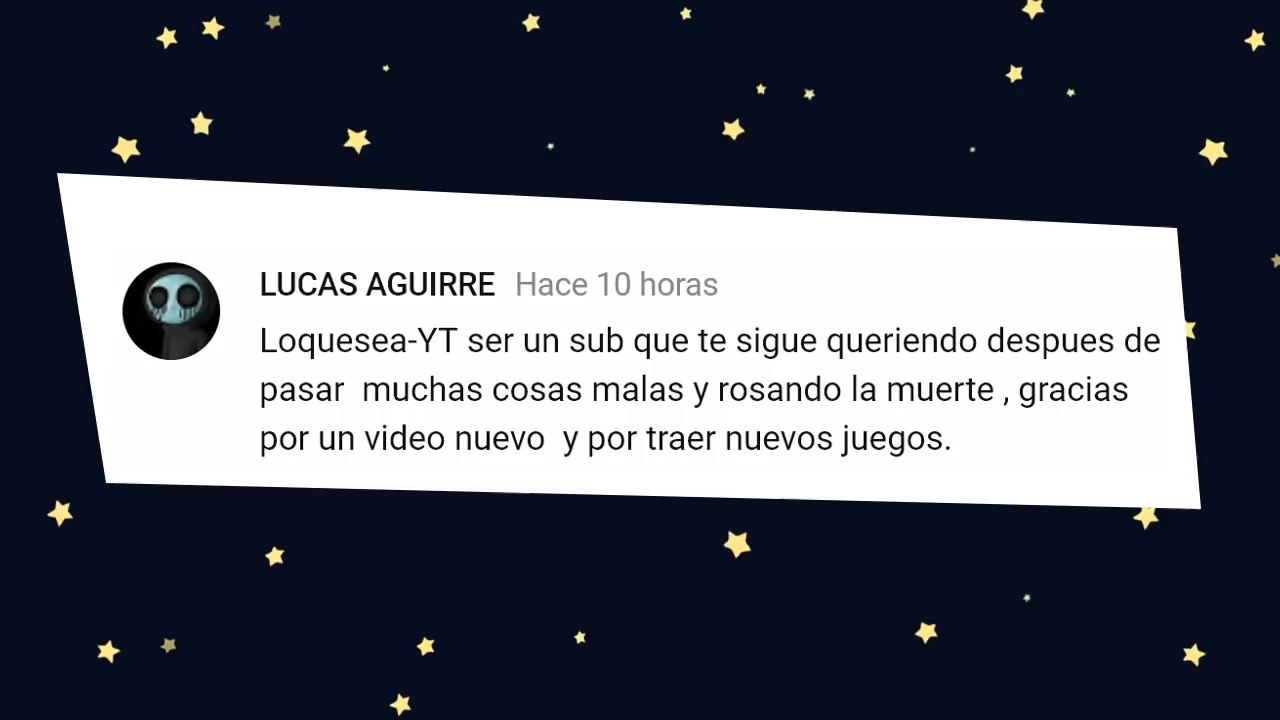 LUCAS AGUIRRE Hace 10 horas
Loquesea-YT ser un sub que te sigue queriendo despues de
pasar  muchas cosas malas y rosando la muerte , gracias
por un video nuevo  y por traer nuevos juegos.